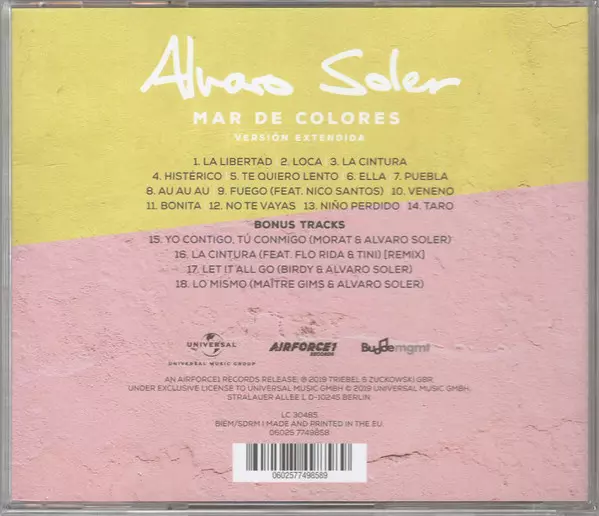 Alvaro Soler
MAR DE COLORES
VERSIÓN EXTENDIDA
1. LA LIBERTAD 2. LOCA 3. LA CINTURA
4. HISTÉRICO 5. TE QUIERO LENTO 6. ELLA 7. PUEBLA
8. AU AU AU 9. FUEGO (FEAT. NICO SANTOS) 10. VENENO
11. BONITA 12. NO TE VAYAS 13. NIÑO PERDIDO 14. TARO
BONUS TRACKS
15. YO CONTIGO, TÚ CONMIGO (MORAT & ALVARO SOLER)
16. LA CINTURA (FEAT. FLO RIDA & TINI) [REMIX]
17. LET IT ALL GO (BIRDY & ALVARO SOLER)
18. LO MISMO (MAÎTRE GIMS & ALVARO SOLER)
UNIVERSAL
UNIVERSAL MUSIC GROUP
AIRFORCE1
RECORDS
Bu de mgmt
AN AIRFORCE1 RECORDS RELEASE; ℗ 2019 TRIEBEL & ZUCKOWSKI GBR,
UNDER EXCLUSIVE LICENSE TO UNIVERSAL MUSIC GMBH © 2019 UNIVERSAL MUSIC GMBH,
STRALAUER ALLEE 1, D-10245 BERLIN.
LC 30485
BIEM/SDRM | MADE AND PRINTED IN THE EU.
06025 7749858
0602577498589